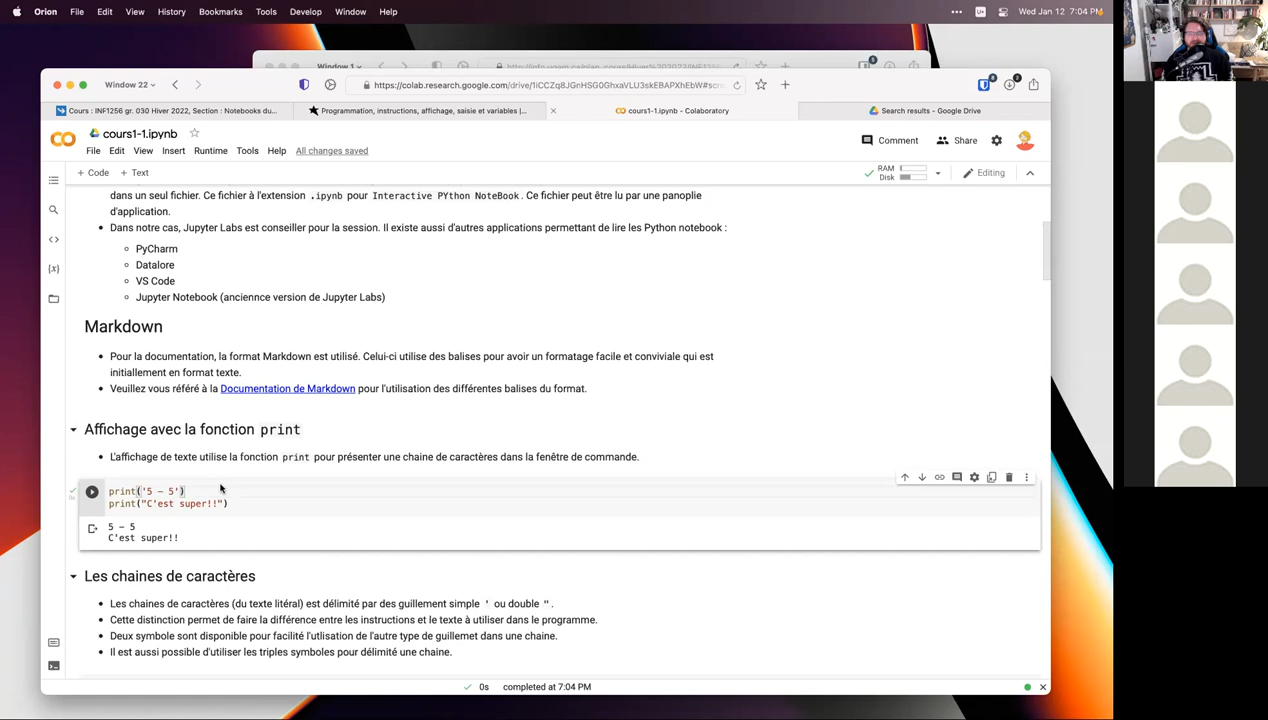 Orion File Edit View History Bookmarks Tools Develop Window Help
Wed Jan 12 7:04 PM
Window 1
Window 22
https://colab.research.google.com/drive/
Cours : INF1256 gr. 030 Hiver 2022, Section : Notebooks du...
Programmation, instructions, affichage, saisie et variables |...
cours1-1.ipynb - Colaboratory
Search results - Google Drive
cours1-1.ipynb
Comment Share
File Edit View Insert Runtime Tools Help All changes saved
+ Code + Text
RAM
Disk
Editing
dans un seul fichier. Ce fichier à l'extension .ipynb pour Interactive PYthon NoteBook. Ce fichier peut être lu par une panoplie
d'application.
• Dans notre cas, Jupyter Labs est conseiller pour la session. Il existe aussi d'autres applications permettant de lire les Python notebook :
PyCharm
Datalore
VS Code
Jupyter Notebook (anciennce version de Jupyter Labs)
Markdown
• Pour la documentation, la format Markdown est utilisé. Celui-ci utilise des balises pour avoir un formatage facile et conviviale qui est
initiallement en format texte.
• Veuillez vous référé à la Documentation de Markdown pour l'utilisation des différentes balises du format.
Affichage avec la fonction print
• L'affichage de texte utilise la fonction print pour présenter une chaine de caractères dans la fenêtre de commande.
print('5 - 5')
0s
print("C'est super!!")
5 - 5
C'est super!!
Les chaines de caractères
• Les chaines de caractères (du texte litéral) est délimité par des guillement simple ' ou double ".
• Cette distinction permet de faire la différence entre les instructions et le texte à utiliser dans le programme.
• Deux symbole sont disponible pour facilité l'utlisation de l'autre type de guillemet dans une chaine.
• Il est aussi possible d'utiliser les triples symboles pour délimité une chaine.
0s completed at 7:04 PM